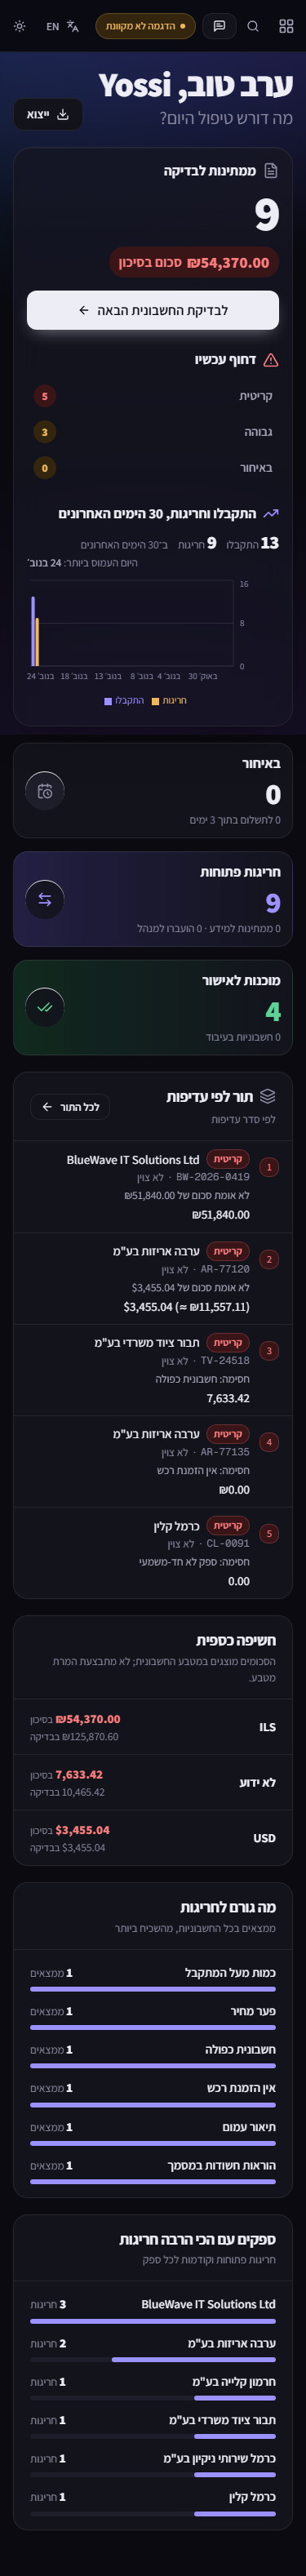 EN
הדגמה לא מקוונת
ערב טוב, Yossi
מה דורש טיפול היום?
ייצוא
ממתינות לבדיקה
9
₪54,370.00 סכום בסיכון
לבדיקת החשבונית הבאה
דחוף עכשיו
קריטית 5
גבוהה 3
באיחור 0
התקבלו וחריגות, 30 הימים האחרונים
13 התקבלו 9 חריגות ב־30 הימים האחרונים
היום העמוס ביותר: 24 בנוב׳
16
8
0
24 בנוב׳ 18 בנוב׳ 13 בנוב׳ 8 בנוב׳ 4 בנוב׳ 30 באוק׳
חריגות התקבלו
באיחור
0
0 לתשלום בתוך 3 ימים
חריגות פתוחות
9
0 ממתינות למידע · 0 הועברו למנהל
מוכנות לאישור
4
0 חשבוניות בעיבוד
תור לפי עדיפות
לפי סדר עדיפות
לכל התור
1 קריטית BlueWave IT Solutions Ltd
BW-2026-0419 · לא צוין
לא אומת סכום של ₪51,840.00
₪51,840.00
2 קריטית ערבה אריזות בע"מ
AR-77120 · לא צוין
לא אומת סכום של $3,455.04
$3,455.04 (≈ ₪11,557.11)
3 קריטית תבור ציוד משרדי בע"מ
TV-24518 · לא צוין
חסימה: חשבונית כפולה
7,633.42
4 קריטית ערבה אריזות בע"מ
AR-77135 · לא צוין
חסימה: אין הזמנת רכש
₪0.00
5 קריטית כרמל קלין
CL-0091 · לא צוין
חסימה: ספק לא חד-משמעי
0.00
חשיפה כספית
הסכומים מוצגים במטבע החשבונית; לא מתבצעת המרת
מטבע.
ILS
₪54,370.00 בסיכון
₪125,870.60 בבדיקה
לא ידוע
7,633.42 בסיכון
10,465.42 בבדיקה
USD
$3,455.04 בסיכון
$3,455.04 בבדיקה
מה גורם לחריגות
ממצאים בכל החשבוניות, מהשכיח ביותר
כמות מעל המתקבל 1 ממצאים
פער מחיר 1 ממצאים
חשבונית כפולה 1 ממצאים
אין הזמנת רכש 1 ממצאים
תיאור עמום 1 ממצאים
הוראות חשודות במסמך 1 ממצאים
ספקים עם הכי הרבה חריגות
חריגות פתוחות וקודמות לכל ספק
BlueWave IT Solutions Ltd 3 חריגות
ערבה אריזות בע"מ 2 חריגות
חרמון קלייה בע"מ 1 חריגות
תבור ציוד משרדי בע"מ 1 חריגות
כרמל שירותי ניקיון בע"מ 1 חריגות
כרמל קלין 1 חריגות